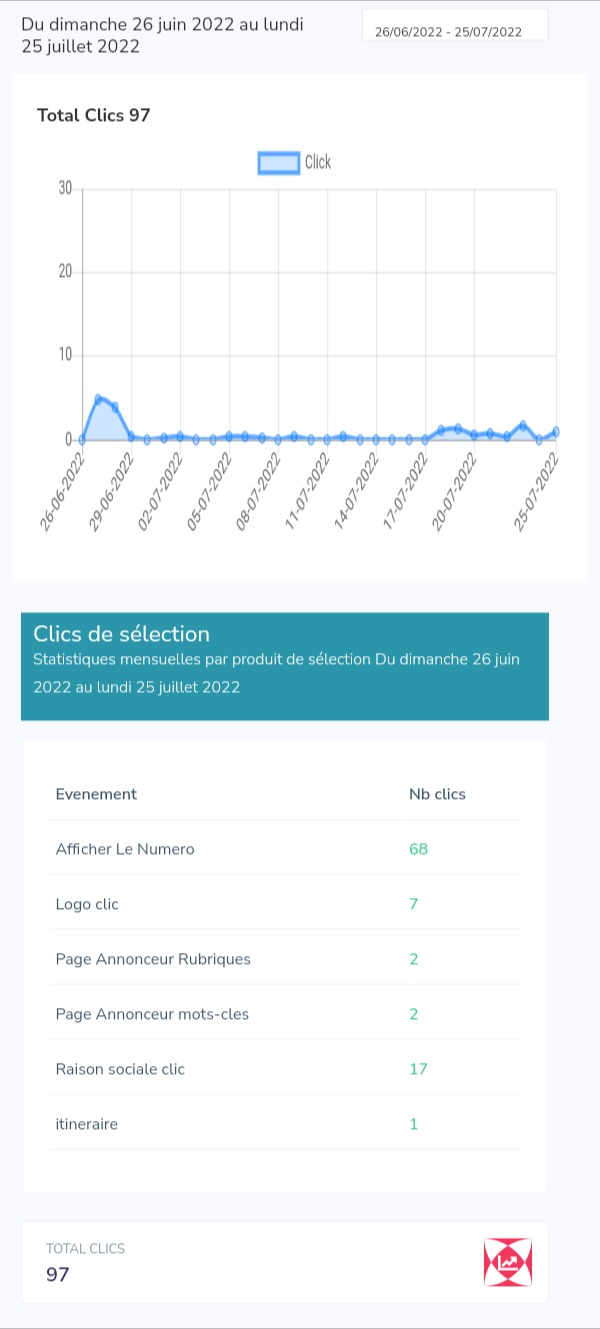 Du dimanche 26 juin 2022 au lundi
25 juillet 2022
26/06/2022 - 25/07/2022
Total Clics 97
Click
30
20
10
0
26-06-2022
29-06-2022
02-07-2022
05-07-2022
08-07-2022
11-07-2022
14-07-2022
17-07-2022
20-07-2022
25-07-2022
Clics de sélection
Statistiques mensuelles par produit de sélection Du dimanche 26 juin
2022 au lundi 25 juillet 2022
Evenement Nb clics
Afficher Le Numero 68
Logo clic 7
Page Annonceur Rubriques 2
Page Annonceur mots-cles 2
Raison sociale clic 17
itineraire 1
TOTAL CLICS
97